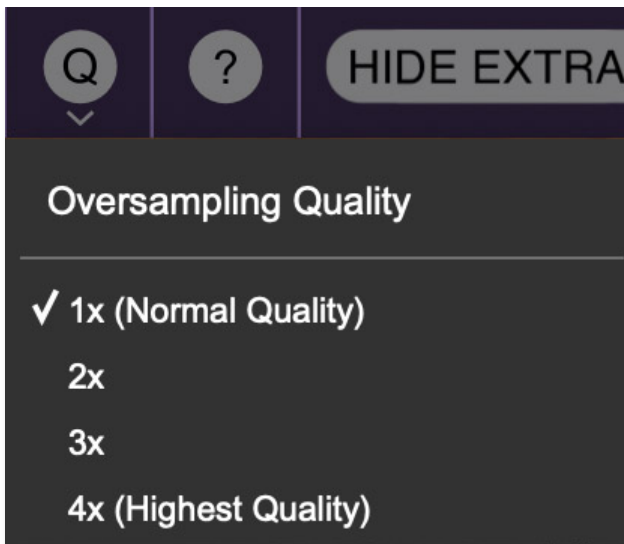 Q ? HIDE EXTRA
Oversampling Quality
✓ 1x (Normal Quality)
2x
3x
4x (Highest Quality)